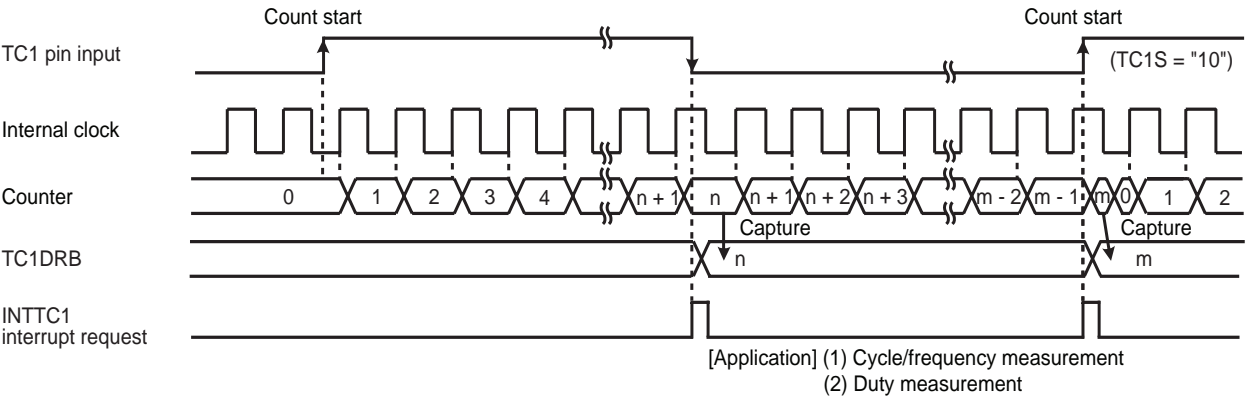 Count start Count start
TC1 pin input
(TC1S = "10")
Internal clock
Counter 0 1 2 3 4 n + 1 n n + 1 n + 2 n + 3 m - 2 m - 1 m 0 1 2
Capture Capture
TC1DRB n m
INTTC1
interrupt request
[Application] (1) Cycle/frequency measurement
(2) Duty measurement